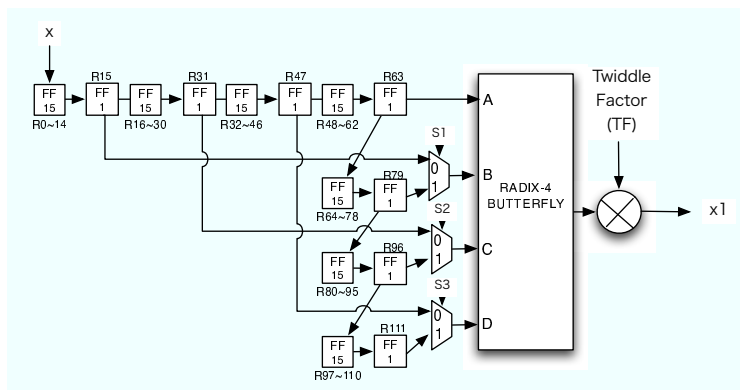 x
R15
R31
R47
R63
FF
15
FF
1
FF
15
FF
1
FF
15
FF
1
FF
15
FF
1
R0~14
R16~30
R32~46
R48~62
A
Twiddle
Factor
(TF)
S1
0
1
B
R79
FF
15
FF
1
R64~78
RADIX-4
BUTTERFLY
x1
S2
0
1
C
R96
FF
15
FF
1
R80~95
S3
0
1
D
R111
FF
15
FF
1
R97~110